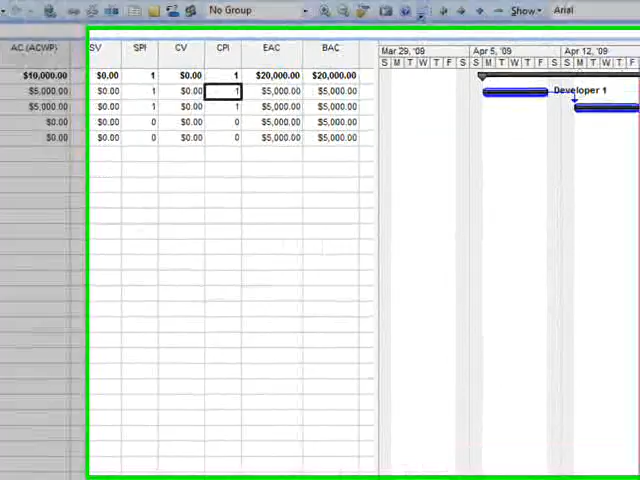 No Group
Show
Arial
AC (ACWP) SV SPI CV CPI EAC BAC
Mar 29, '09 Apr 5, '09 Apr 12, '09
S M T W T F S S M T W T F S S M T W T F
$10,000.00 $0.00 1 $0.00 1 $20,000.00 $20,000.00
$5,000.00 $0.00 1 $0.00 1 $5,000.00 $5,000.00 Developer 1
$5,000.00 $0.00 1 $0.00 1 $5,000.00 $5,000.00
$0.00 $0.00 0 $0.00 0 $5,000.00 $5,000.00
$0.00 $0.00 0 $0.00 0 $5,000.00 $5,000.00